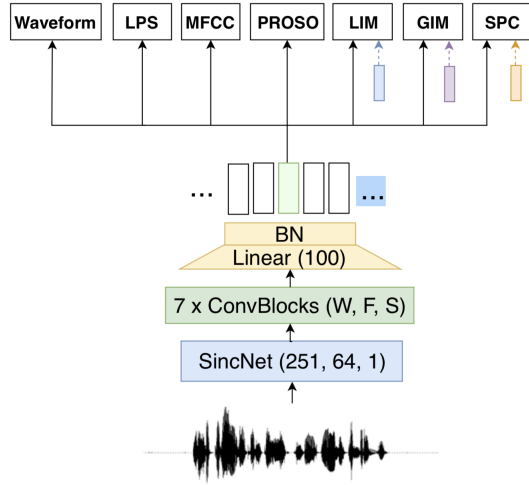 Waveform LPS MFCC PROSO LIM GIM SPC
... ...
BN
Linear (100)
7 x ConvBlocks (W, F, S)
SincNet (251, 64, 1)